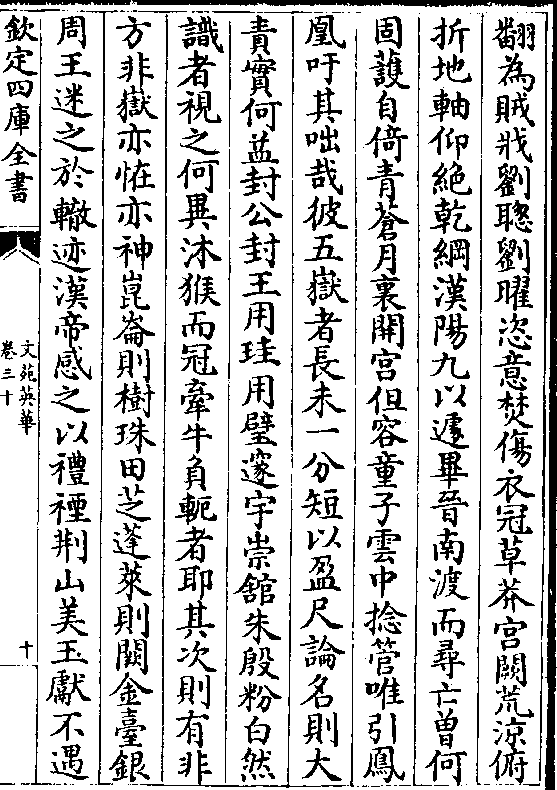 翻為賊戕劉聰劉曜恣意焚傷衣冠草莽宫闕荒涼俯
折地軸仰絶乾綱漢陽九以遽畢晉南渡而尋亡曽何
固䕶自倚青蒼月裏開宫但容童子雲中捻管唯引鳳
凰吁其咄哉彼五嶽者長未一分短以盈尺論名則大
責實何益封公封王用珪用璧邃宇崇舘朱殷粉白然
識者視之何異沐猴而冠牽牛負軛者耶其次則有非
方非嶽亦恠亦神崑崙則樹珠田芝蓬萊則闕金臺銀
周王迷之於轍迹漢帝感之以禮禋荆山美玉獻不遇
欽定四庫全書
文苑英華
卷三十
十